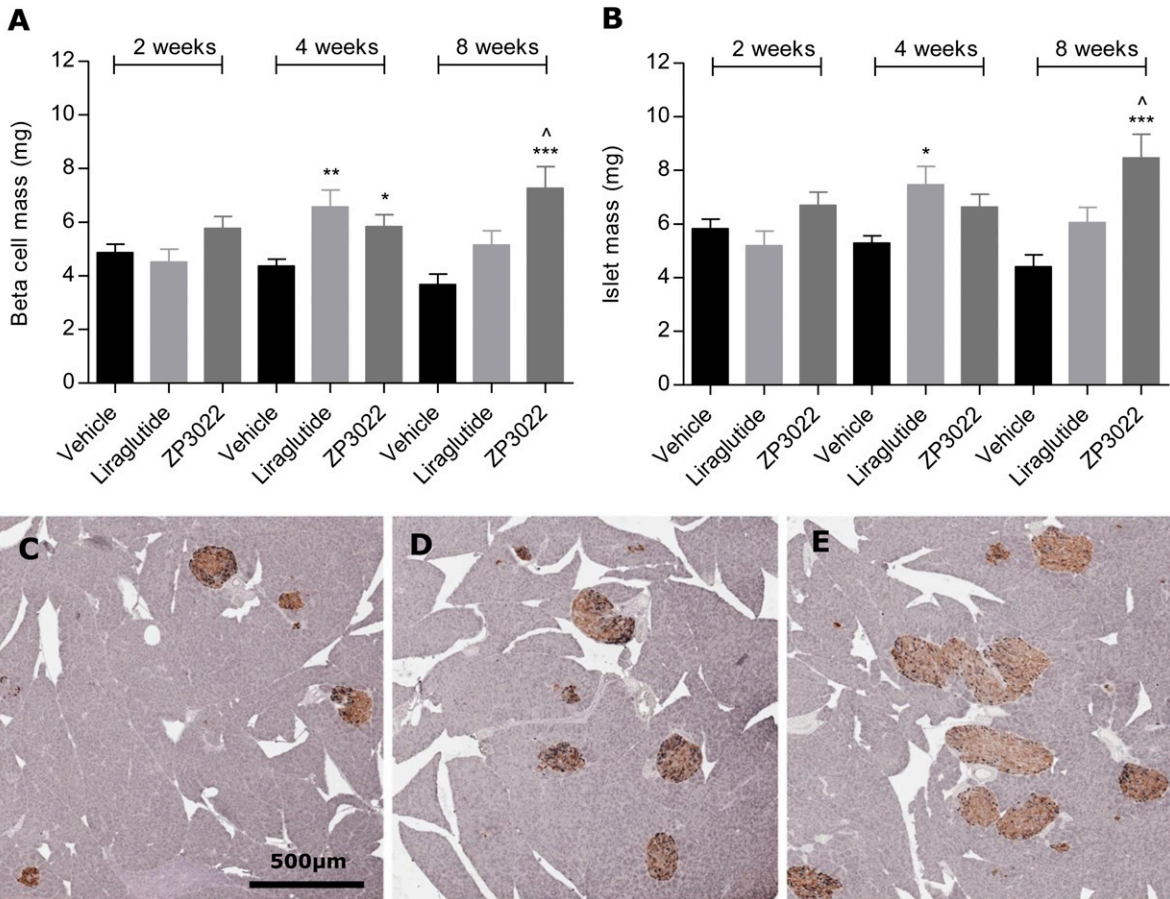 A
2 weeks
4 weeks
8 weeks
Beta cell mass (mg)
12
10
8
6
4
2
0
**
*
^
***
Vehicle
Liraglutide
ZP3022
Vehicle
Liraglutide
ZP3022
Vehicle
Liraglutide
ZP3022
B
2 weeks
4 weeks
8 weeks
Islet mass (mg)
12
10
8
6
4
2
0
*
^
***
Vehicle
Liraglutide
ZP3022
Vehicle
Liraglutide
ZP3022
Vehicle
Liraglutide
ZP3022
C
500µm
D
E